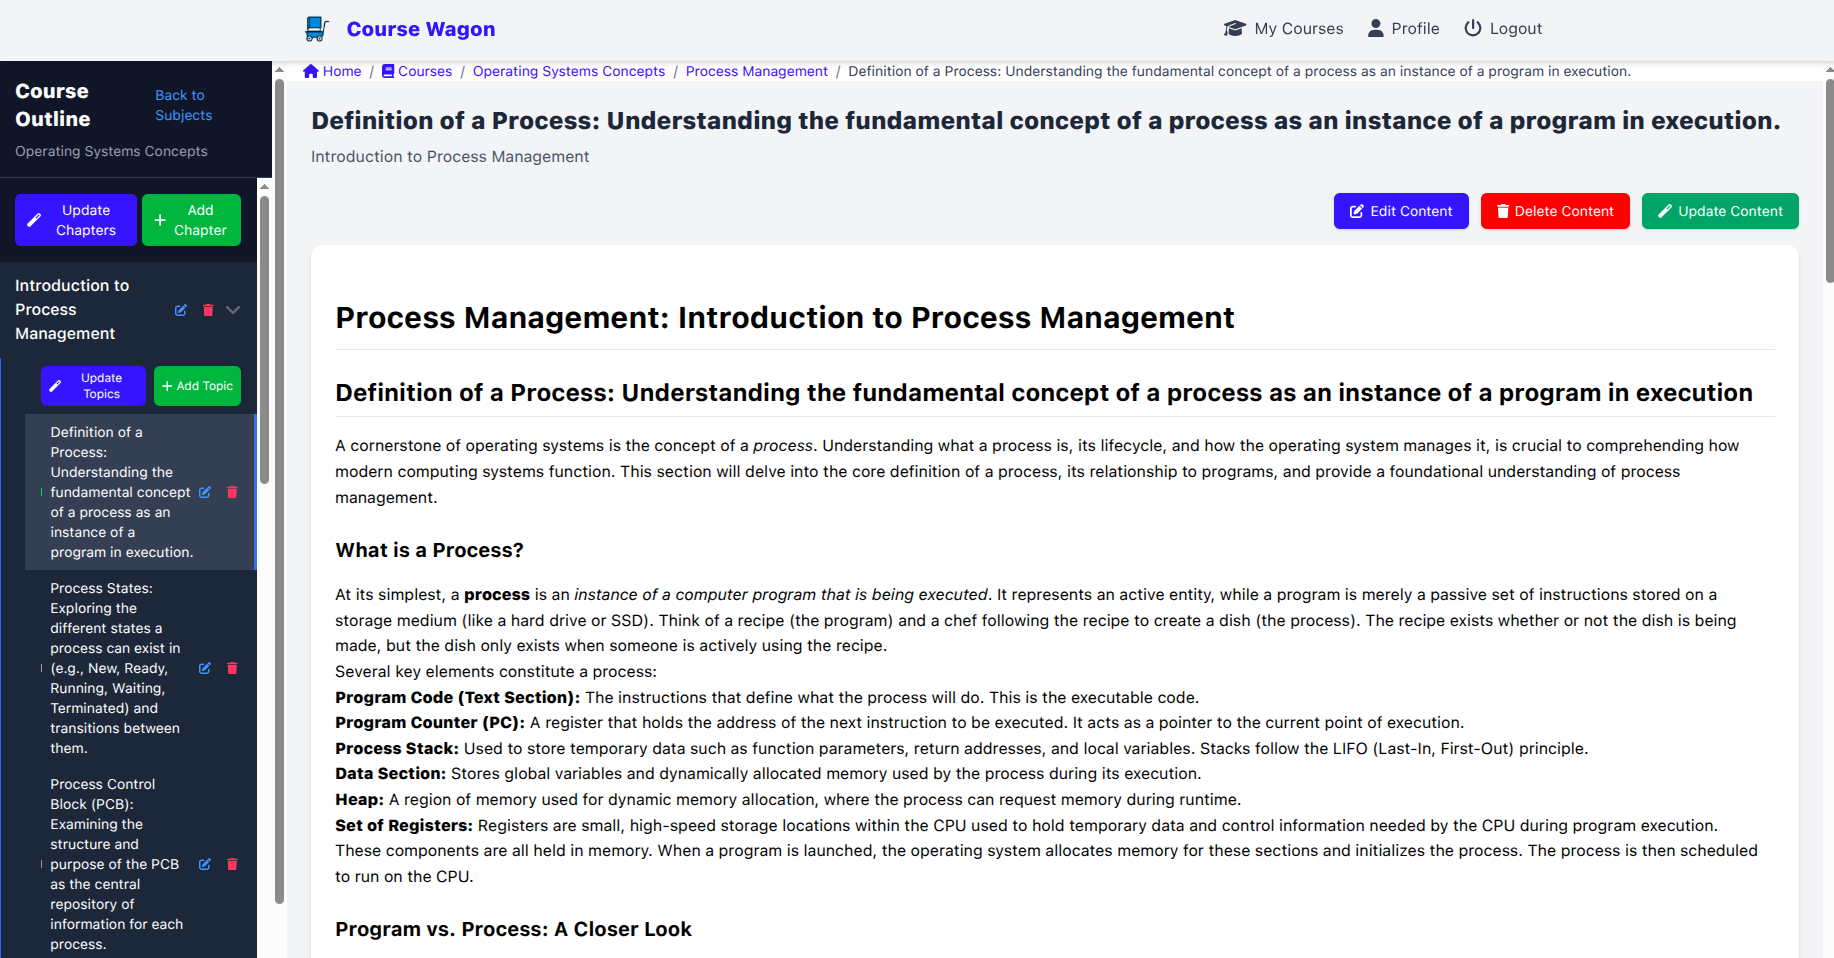 Course Wagon
My Courses
Profile
Logout
Home / Courses / Operating Systems Concepts / Process Management / Definition of a Process: Understanding the fundamental concept of a process as an instance of a program in execution.
Course
Outline
Back to
Subjects
Operating Systems Concepts
Update
Chapters
Add
Chapter
Introduction to
Process
Management
Update
Topics
Add Topic
Definition of a
Process:
Understanding the
fundamental concept
of a process as an
instance of a
program in execution.
Process States:
Exploring the
different states a
process can exist in
(e.g., New, Ready,
Running, Waiting,
Terminated) and
transitions between
them.
Process Control
Block (PCB):
Examining the
structure and
purpose of the PCB
as the central
repository of
information for each
process.
Definition of a Process: Understanding the fundamental concept of a process as an instance of a program in execution.
Introduction to Process Management
Edit Content
Delete Content
Update Content
Process Management: Introduction to Process Management
Definition of a Process: Understanding the fundamental concept of a process as an instance of a program in execution
A cornerstone of operating systems is the concept of a process. Understanding what a process is, its lifecycle, and how the operating system manages it, is crucial to comprehending how
modern computing systems function. This section will delve into the core definition of a process, its relationship to programs, and provide a foundational understanding of process
management.
What is a Process?
At its simplest, a process is an instance of a computer program that is being executed. It represents an active entity, while a program is merely a passive set of instructions stored on a
storage medium (like a hard drive or SSD). Think of a recipe (the program) and a chef following the recipe to create a dish (the process). The recipe exists whether or not the dish is being
made, but the dish only exists when someone is actively using the recipe.
Several key elements constitute a process:
Program Code (Text Section): The instructions that define what the process will do. This is the executable code.
Program Counter (PC): A register that holds the address of the next instruction to be executed. It acts as a pointer to the current point of execution.
Process Stack: Used to store temporary data such as function parameters, return addresses, and local variables. Stacks follow the LIFO (Last-In, First-Out) principle.
Data Section: Stores global variables and dynamically allocated memory used by the process during its execution.
Heap: A region of memory used for dynamic memory allocation, where the process can request memory during runtime.
Set of Registers: Registers are small, high-speed storage locations within the CPU used to hold temporary data and control information needed by the CPU during program execution.
These components are all held in memory. When a program is launched, the operating system allocates memory for these sections and initializes the process. The process is then scheduled
to run on the CPU.
Program vs. Process: A Closer Look